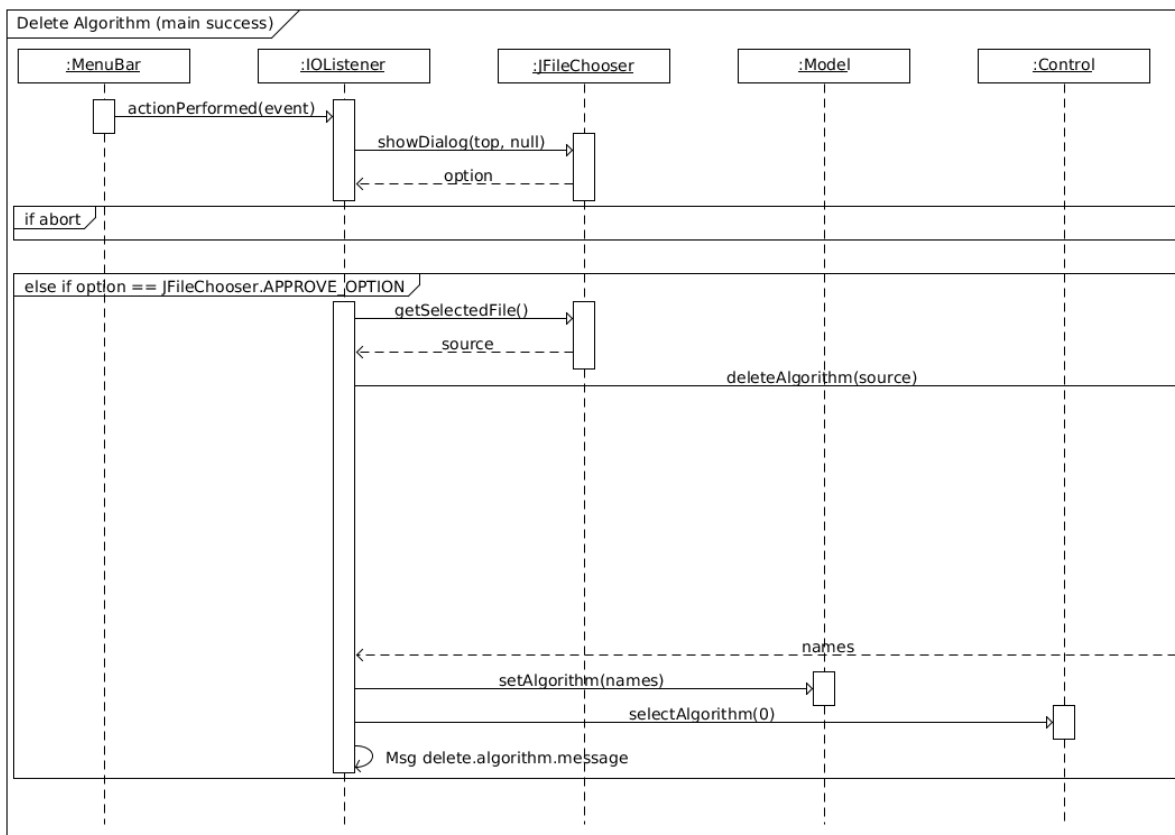 Delete Algorithm (main success)
:MenuBar
:IOListener
:JFileChooser
:Model
:Control
actionPerformed(event)
showDialog(top, null)
option
if abort
else if option == JFileChooser.APPROVE_OPTION
getSelectedFile()
source
deleteAlgorithm(source)
names
setAlgorithm(names)
selectAlgorithm(0)
Msg delete.algorithm.message